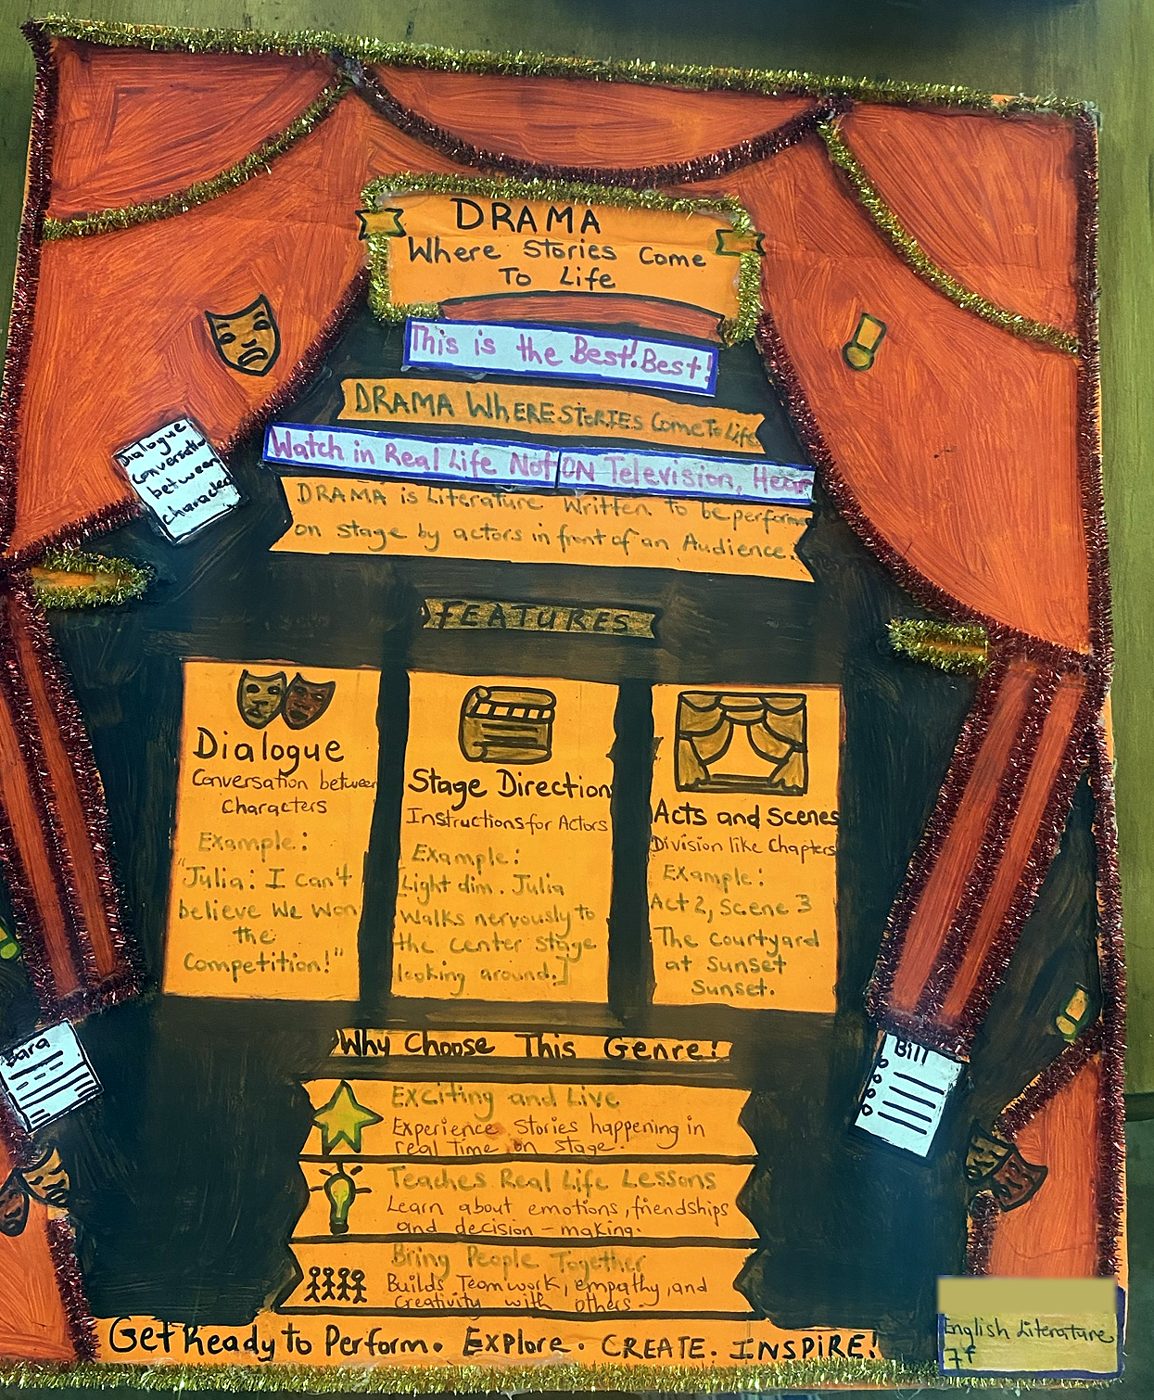 DRAMA
Where Stories Come
To Life
This is the Best! Best!
DRAMA WHERE STORIES Come To Life
Watch in Real Life Not ON Television, Hear
DRAMA is Literature Written To be perform
on stage by actors in front of an Audience.
Dialogue
Conversation
between
character
FEATURES
Dialogue
Conversation between
Characters
Example:
"Julia: I can't
believe We Won
the
Competition!"
Stage Direction
Instructions for Actors
Example:
Light dim. Julia
Walks nervously to
the center stage
looking around.]
Acts and Scenes
Division like Chapters
Example:
Act 2, Scene 3
The Courtyard
at Sunset
Sunset.
Why Choose This Genre!
Exciting and Live
Experience Stories happening in
real Time on stage.
Teaches Real Life Lessons
Learn about emotions, friendships
and decision-making.
Bring People Together
Builds Teamwork, empathy, and
Creativity with others.
Bara
Bill
Get Ready to Perform. Explore. CREATE. INSPIRE!
English Literature
7f